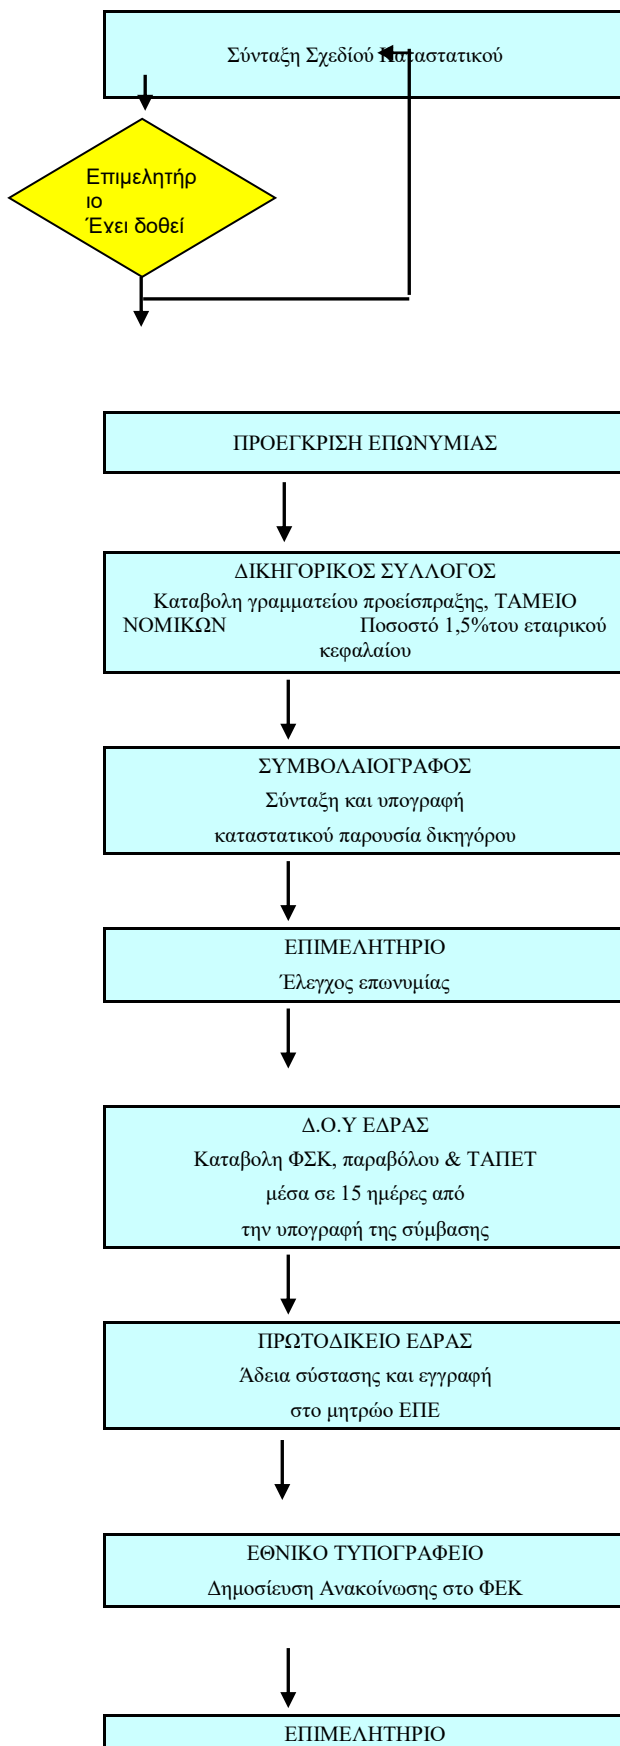 Σύνταξη Σχεδίού Καταστατικού
Επιμελητήρ
ιο
Έχει δοθεί
ΠΡΟΕΓΚΡΙΣΗ ΕΠΩΝΥΜΙΑΣ
ΔΙΚΗΓΟΡΙΚΟΣ ΣΥΛΛΟΓΟΣ
Καταβολη γραμματείου προείσπραξης, ΤΑΜΕΙΟ
ΝΟΜΙΚΩΝ Ποσοστό 1,5%του εταιρικού
κεφαλαίου
ΣΥΜΒΟΛΑΙΟΓΡΑΦΟΣ
Σύνταξη και υπογραφή
καταστατικού παρουσία δικηγόρου
ΕΠΙΜΕΛΗΤΗΡΙΟ
Έλεγχος επωνυμίας
Δ.Ο.Υ ΕΔΡΑΣ
Καταβολη ΦΣΚ, παραβόλου & ΤΑΠΕΤ
μέσα σε 15 ημέρες από
την υπογραφή της σύμβασης
ΠΡΩΤΟΔΙΚΕΙΟ ΕΔΡΑΣ
Άδεια σύστασης και εγγραφή
στο μητρώο ΕΠΕ
ΕΘΝΙΚΟ ΤΥΠΟΓΡΑΦΕΙΟ
Δημοσίευση Ανακοίνωσης στο ΦΕΚ
ΕΠΙΜΕΛΗΤΗΡΙΟ